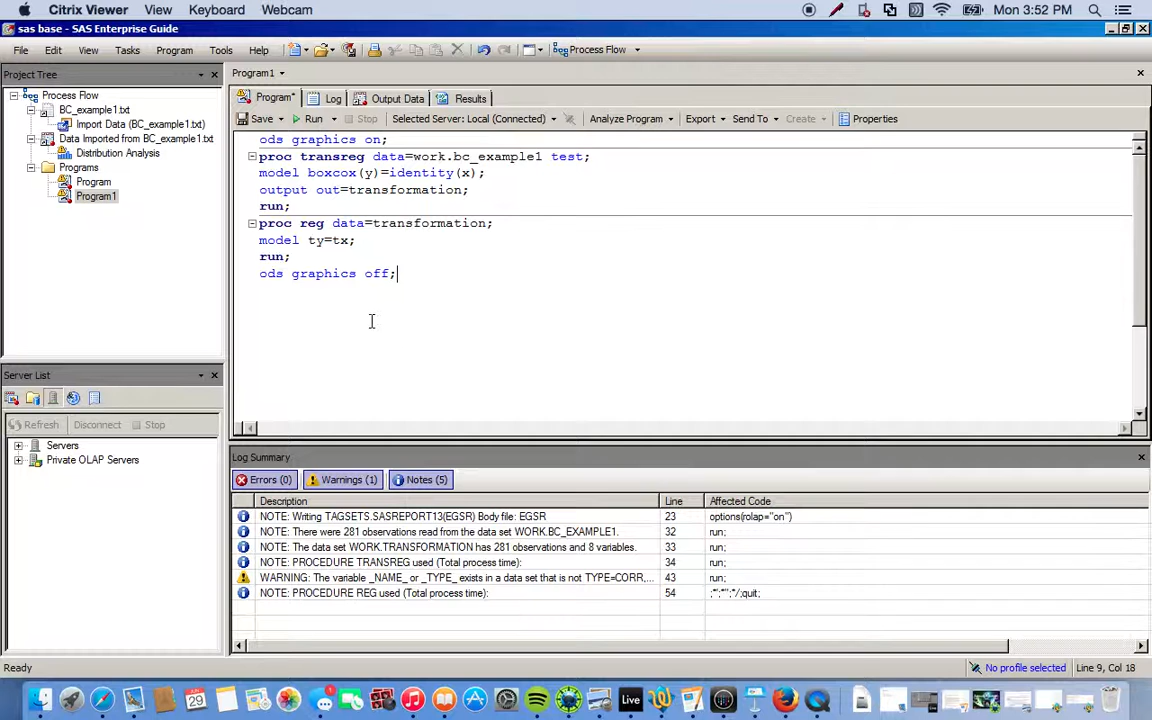 Citrix Viewer View Keyboard Webcam Mon 3:52 PM
sas base - SAS Enterprise Guide
File Edit View Tasks Program Tools Help Process Flow
Project Tree
Process Flow
BC_example1.txt
Import Data (BC_example1.txt)
Data Imported from BC_example1.txt
Distribution Analysis
Programs
Program
Program1
Program1
Program* Log Output Data Results
Save Run Stop Selected Server: Local (Connected) Analyze Program Export Send To Create Properties
ods graphics on;
proc transreg data=work.bc_example1 test;
model boxcox(y)=identity(x);
output out=transformation;
run;
proc reg data=transformation;
model ty=tx;
run;
ods graphics off;
Server List
Refresh Disconnect Stop
Servers
Private OLAP Servers
Log Summary
Errors (0) Warnings (1) Notes (5)
Description Line Affected Code
NOTE: Writing TAGSETS.SASREPORT13(EGSR) Body file: EGSR 23 options(rolap="on")
NOTE: There were 281 observations read from the data set WORK.BC_EXAMPLE1. 32 run;
NOTE: The data set WORK.TRANSFORMATION has 281 observations and 8 variables. 33 run;
NOTE: PROCEDURE TRANSREG used (Total process time): 34 run;
WARNING: The variable _NAME_ or _TYPE_ exists in a data set that is not TYPE=CORR,... 43 run;
NOTE: PROCEDURE REG used (Total process time): 54 ;*';*";*/;quit;
Ready No profile selected Line 9, Col 18
29 Live